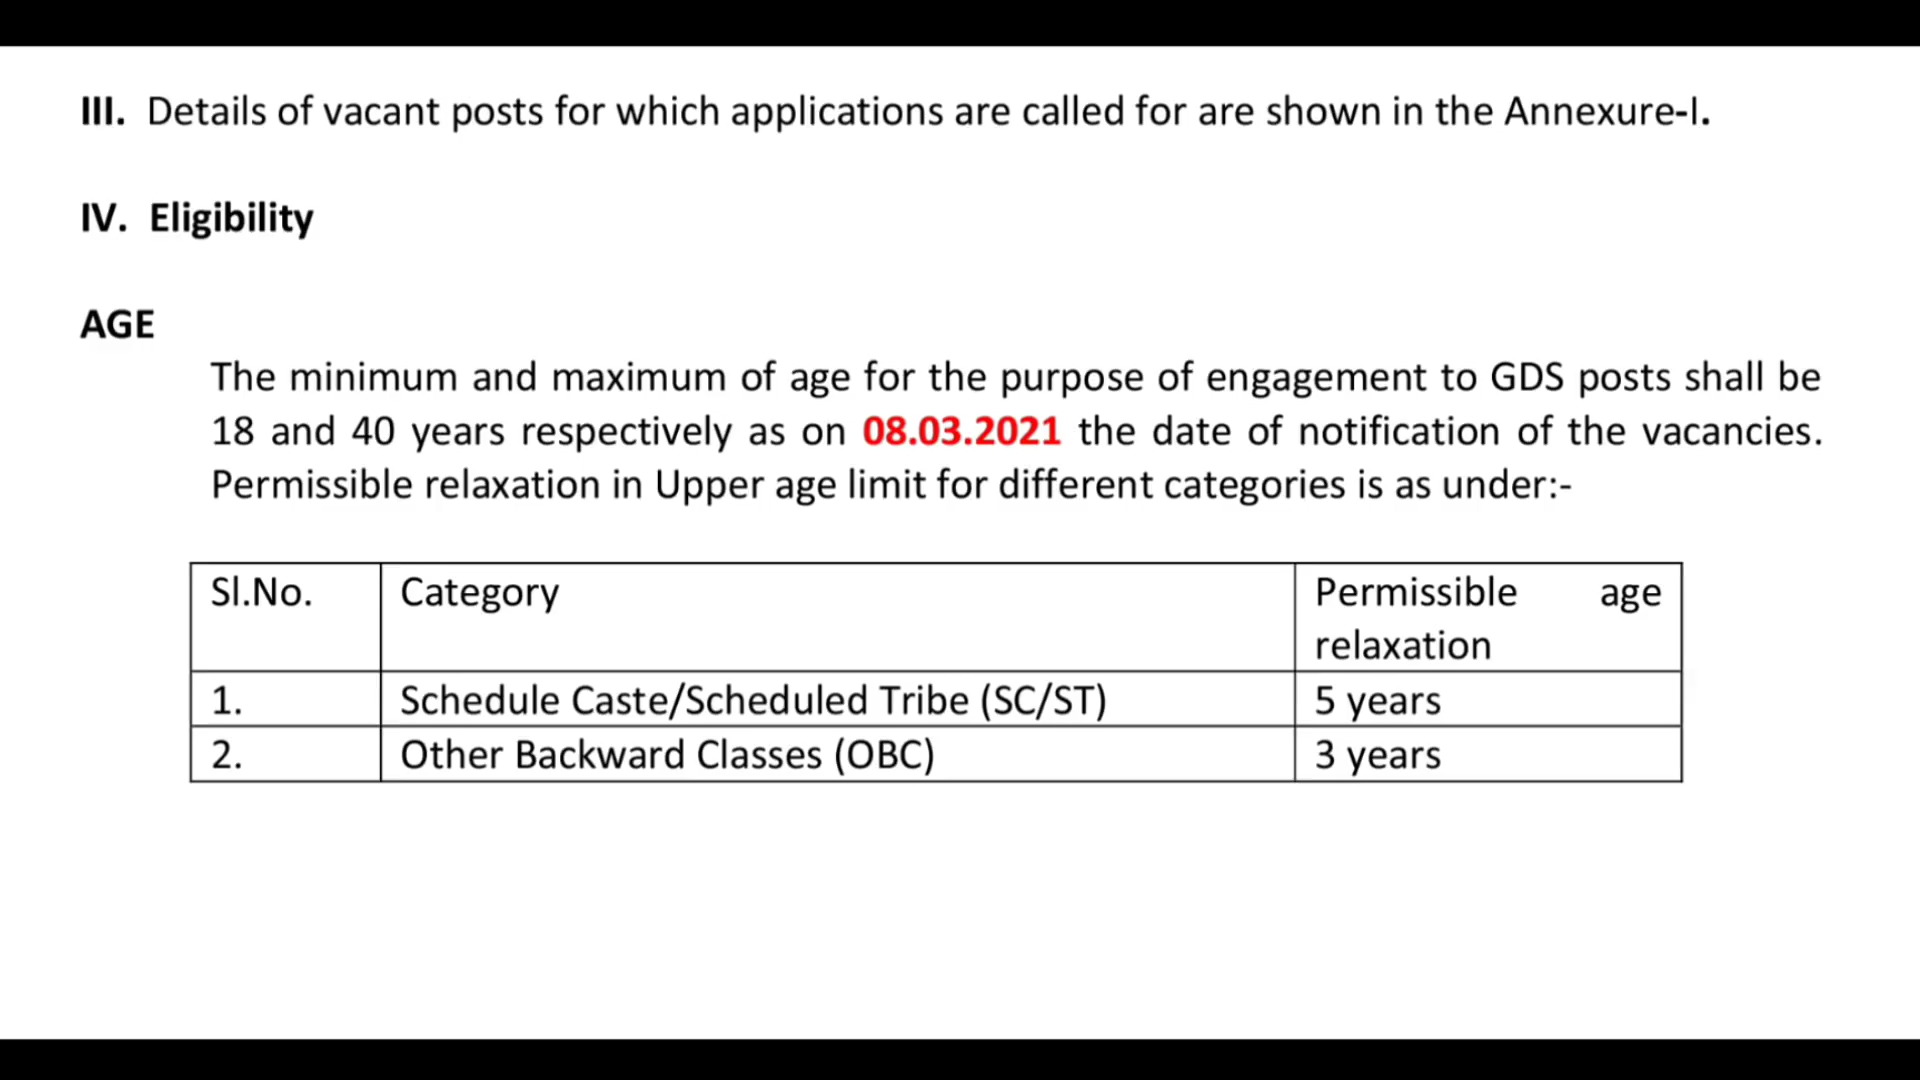 III. Details of vacant posts for which applications are called for are shown in the Annexure-I.
IV. Eligibility
AGE
The minimum and maximum of age for the purpose of engagement to GDS posts shall be
18 and 40 years respectively as on 08.03.2021 the date of notification of the vacancies.
Permissible relaxation in Upper age limit for different categories is as under:-
Sl.No. Category Permissible age
relaxation
1. Schedule Caste/Scheduled Tribe (SC/ST) 5 years
2. Other Backward Classes (OBC) 3 years